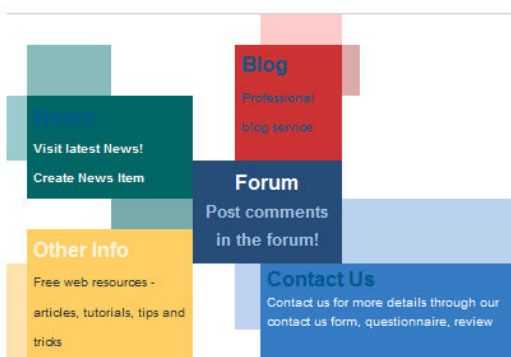 Blog
Professional
blog service
News
Visit latest News!
Create News Item
Forum
Post comments
in the forum!
Other Info
Free web resources -
articles, tutorials, tips and
tricks
Contact Us
Contact us for more details through our
contact us form, questionnaire, review